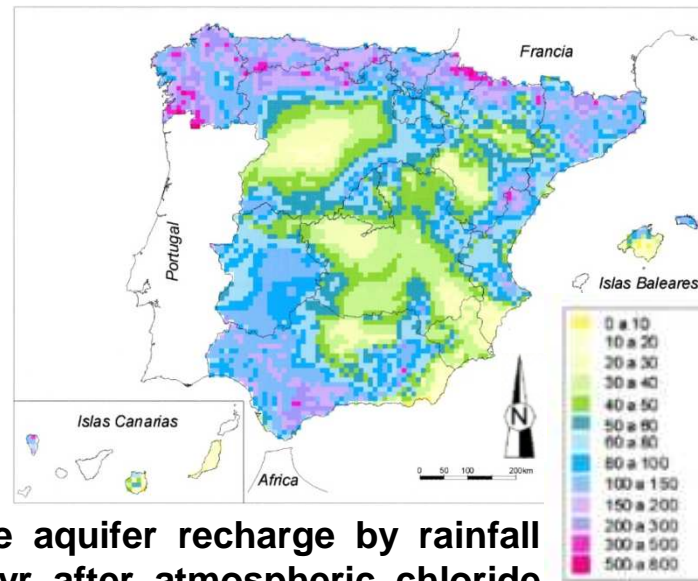 Francia
Portugal
Islas Baleares
0 a 10
10 a 20
20 a 30
30 a 40
40 a 50
50 a 60
60 a 80
80 a 100
100 a 150
150 a 200
200 a 300
300 a 500
500 a 800
N
Islas Canarias
Africa
0 50 100 200km
e aquifer recharge by rainfall
yr after atmospheric chloride